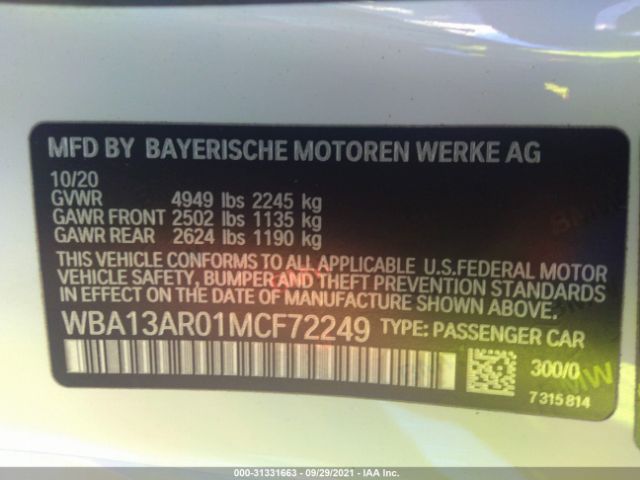 MFD BY BAYERISCHE MOTOREN WERKE AG
10/20
GVWR 4949 lbs 2245 kg
GAWR FRONT 2502 lbs 1135 kg
GAWR REAR 2624 lbs 1190 kg
THIS VEHICLE CONFORMS TO ALL APPLICABLE U.S.FEDERAL MOTOR
VEHICLE SAFETY, BUMPER AND THEFT PREVENTION STANDARDS
IN EFFECT ON THE DATE OF MANUFACTURE SHOWN ABOVE.
WBA13AR01MCF72249 TYPE: PASSENGER CAR
300/0
7315814
BMW
BMW
000-31331663 - 09/29/2021 - IAA Inc.